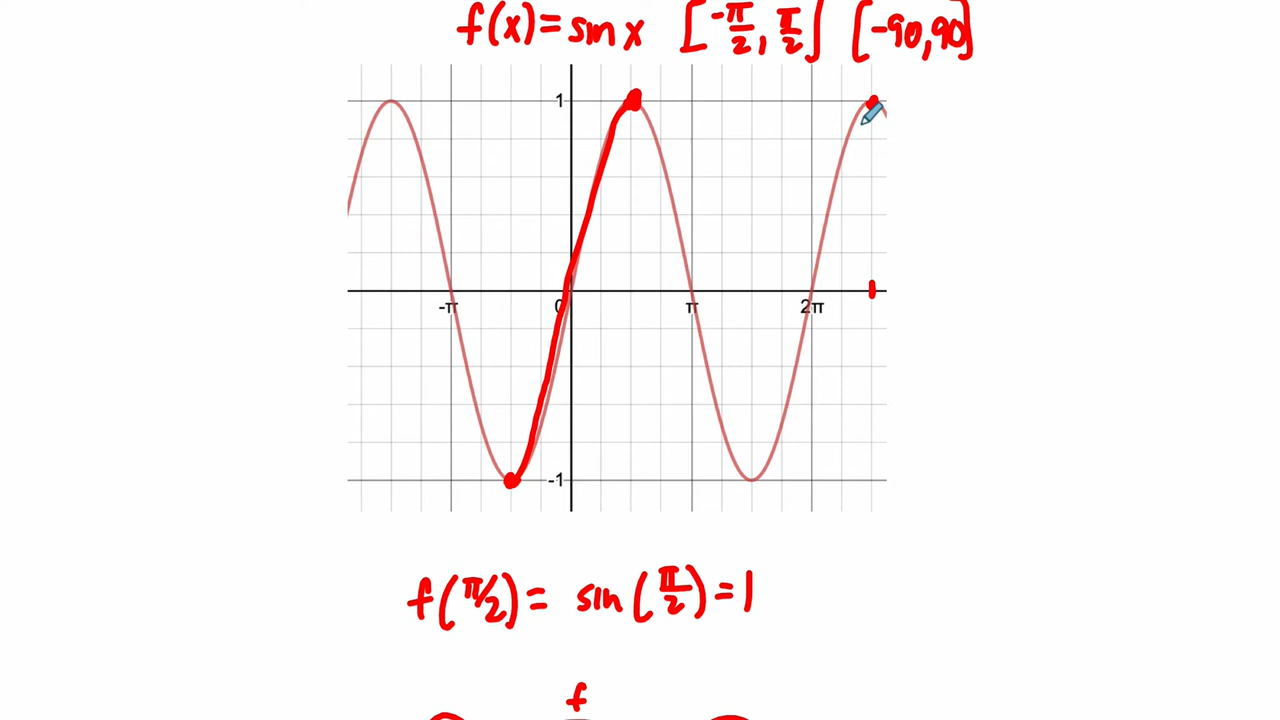 f(x) = sin x [-π/2, π/2] [-90, 90]
1
-π 0 π 2π
-1
f(π/2) = sin(π/2) = 1
f